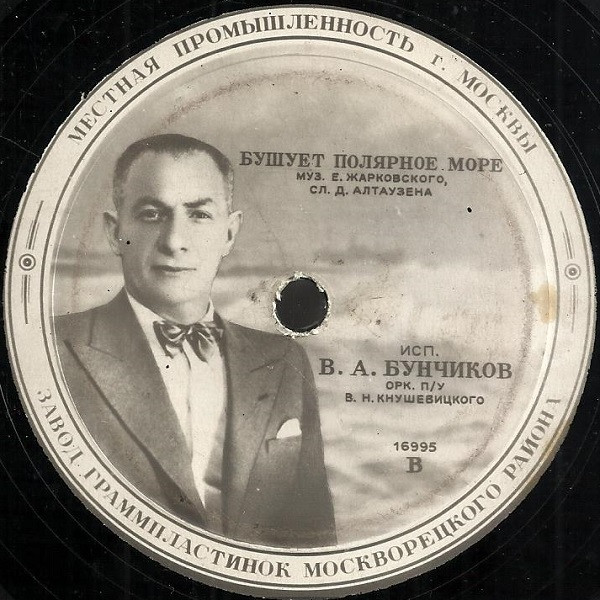 МЕСТНАЯ ПРОМЫШЛЕННОСТЬ г. МОСКВЫ
БУШУЕТ ПОЛЯРНОЕ МОРЕ
МУЗ. Е. ЖАРКОВСКОГО,
СЛ. Д. АЛТАУЗЕНА
ИСП.
В. А. БУНЧИКОВ
ОРК. П/У
В. Н. КНУШЕВИЦКОГО
16995
В
ЗАВОД ГРАММПЛАСТИНОК МОСКВОРЕЦКОГО РАЙОНА